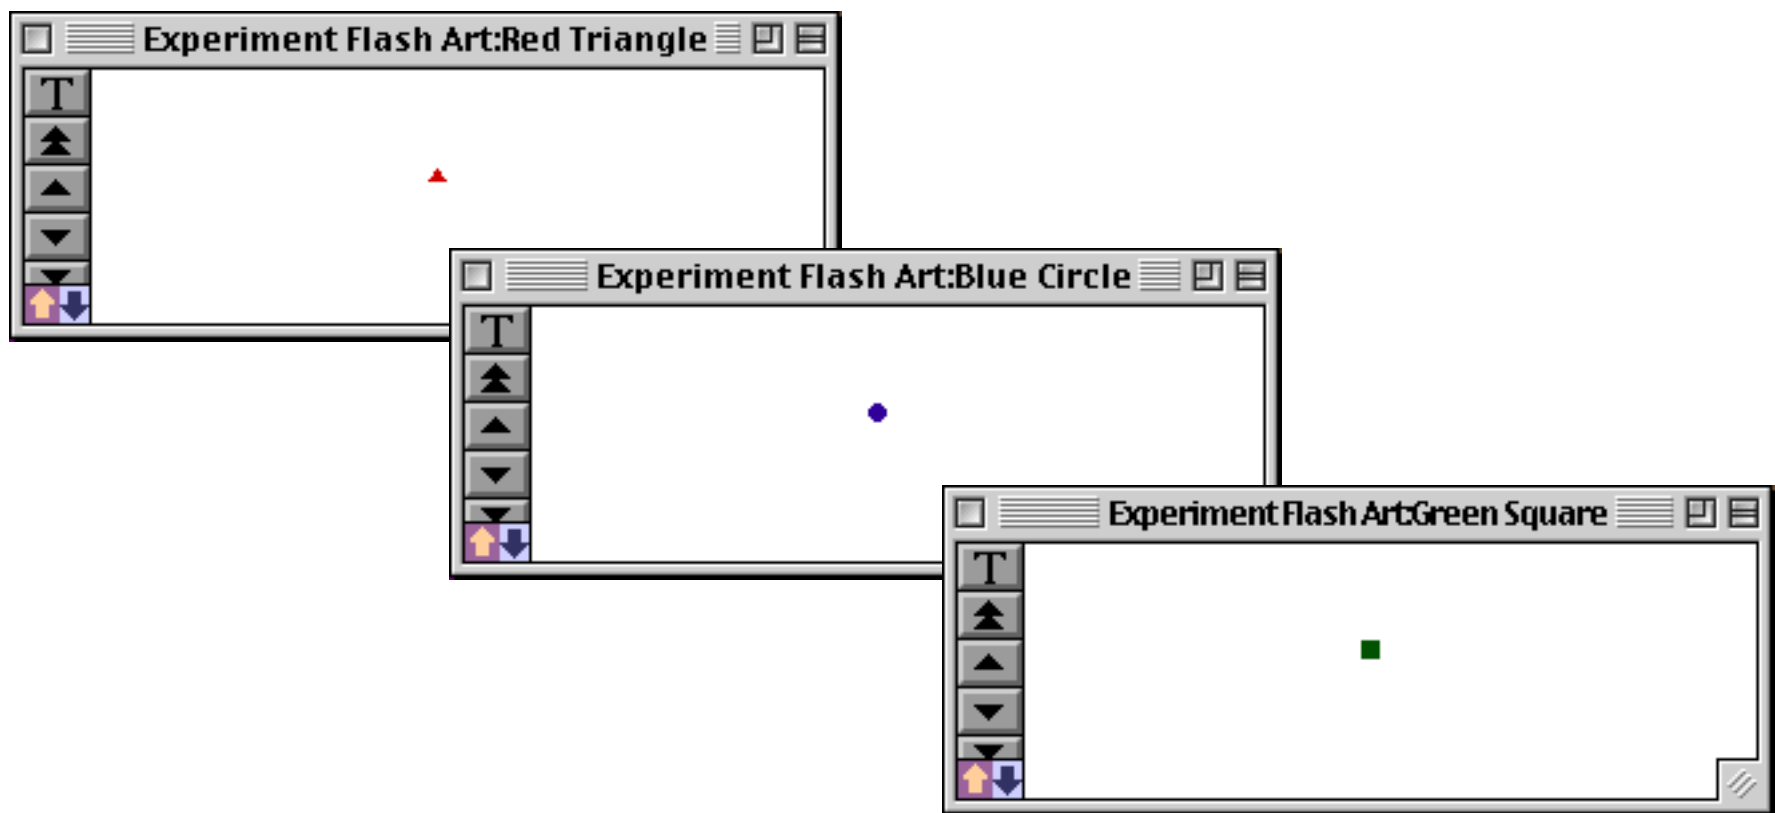 Experiment Flash Art:Red Triangle
T
Experiment Flash Art:Blue Circle
T
Experiment Flash Art:Green Square
T